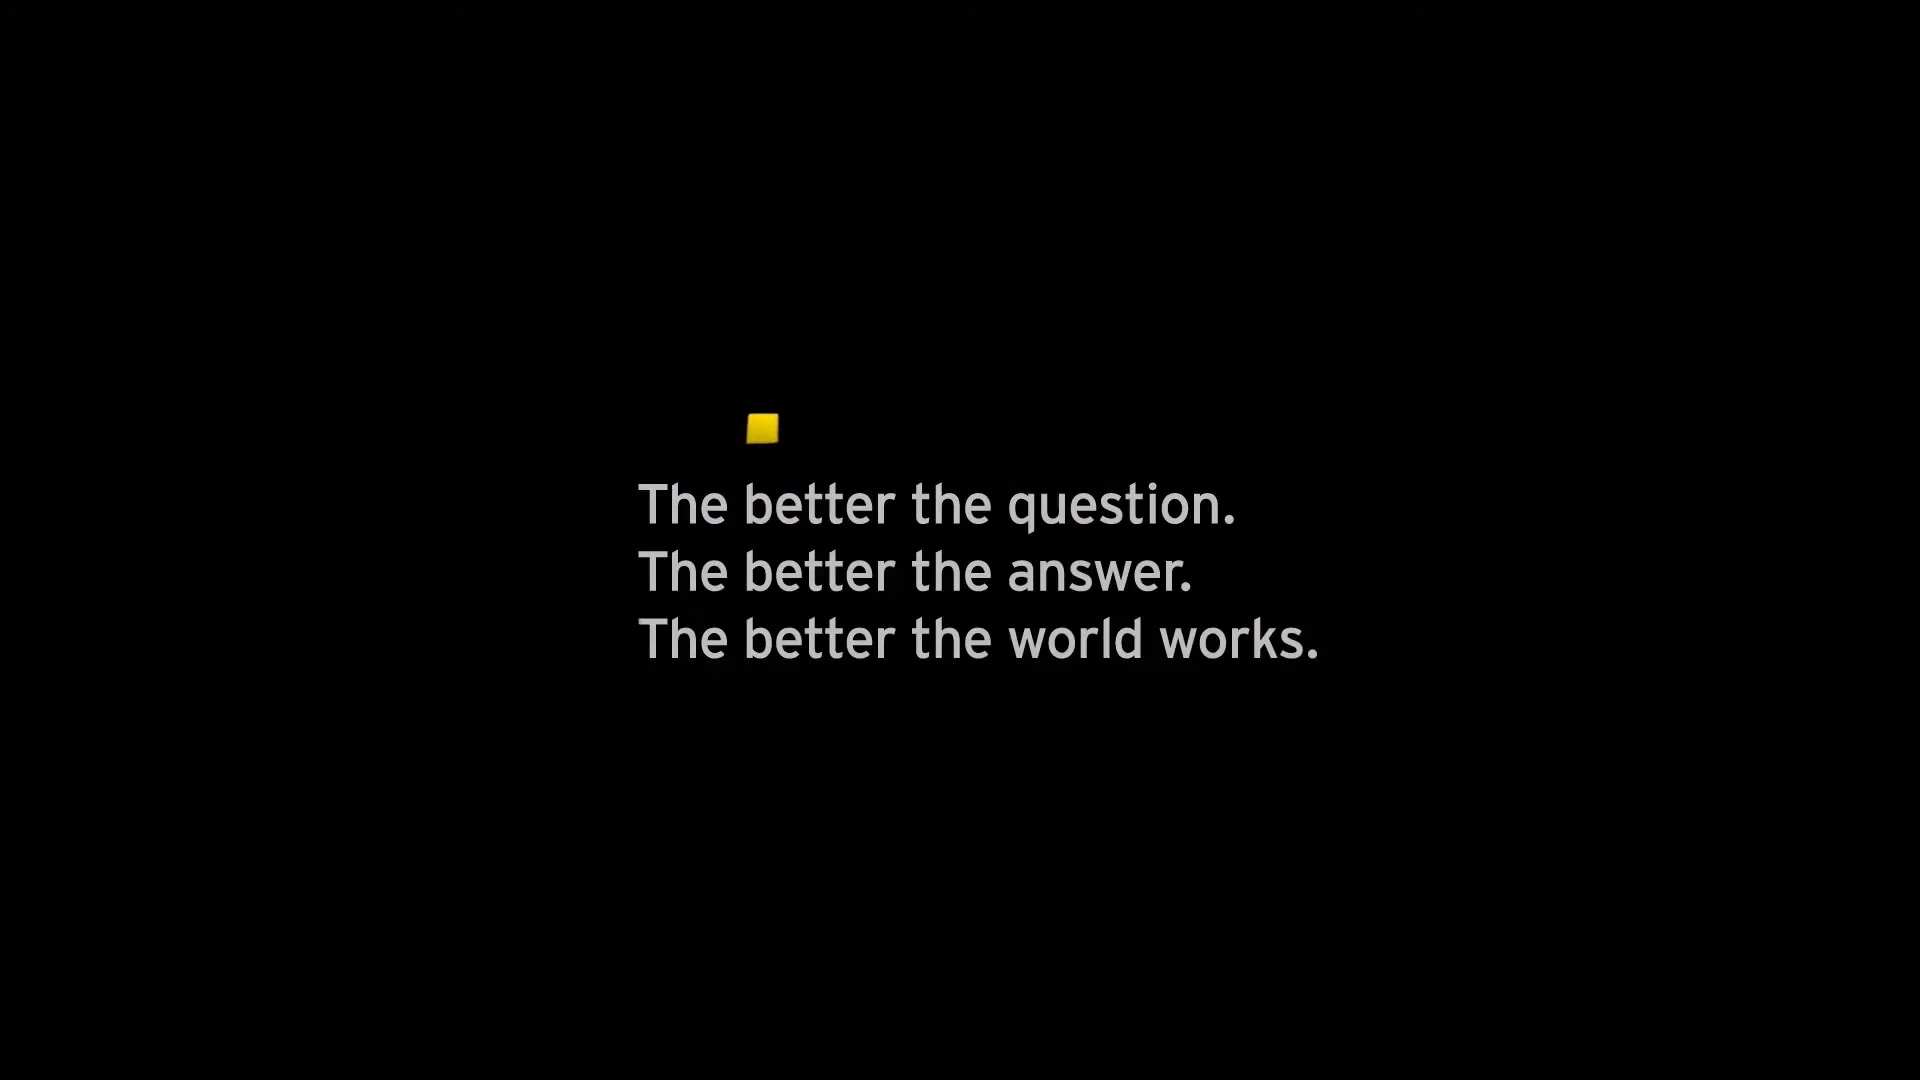 The better the question.
The better the answer.
The better the world works.